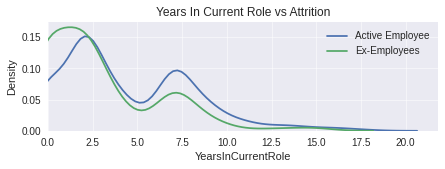 Years In Current Role vs Attrition
Active Employee
Ex-Employees
Density
0.15
0.10
0.05
0.00
0.0 2.5 5.0 7.5 10.0 12.5 15.0 17.5 20.0
YearsInCurrentRole